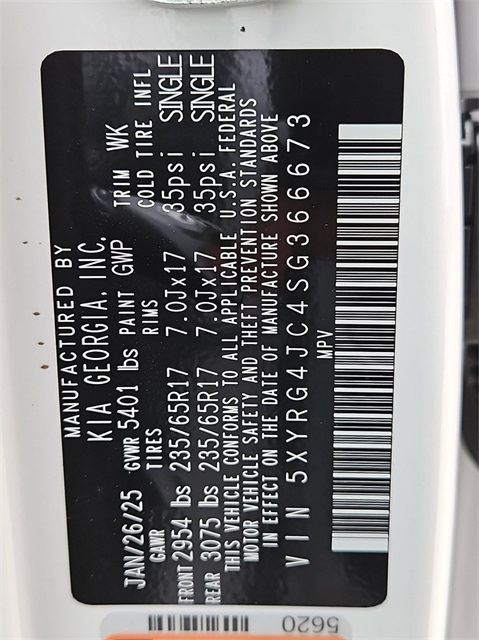 MANUFACTURED BY
KIA GEORGIA, INC.
JAN/26/25 GVWR 5401 lbs PAINT GWP TRIM WK
GAWR TIRES RIMS COLD TIRE INFL
FRONT 2954 lbs 235/65R17 7.0Jx17 35psi SINGLE
REAR 3075 lbs 235/65R17 7.0Jx17 35psi SINGLE
THIS VEHICLE CONFORMS TO ALL APPLICABLE U.S.A. FEDERAL
MOTOR VEHICLE SAFETY AND THEFT PREVENTION STANDARDS
IN EFFECT ON THE DATE OF MANUFACTURE SHOWN ABOVE
VIN 5XYRG4JC4SG366673
MPV
5620